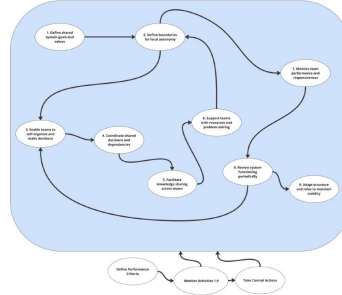 1. Define shared
system goals and
values
2. Define boundaries
for local autonomy
7. Monitor team
performance and
responsiveness
6. Support teams
with resources and
problem solving
3. Enable teams to
self-organise and
make decisions
4. Coordinate shared
decisions and
dependencies
5. Facilitate
knowledge sharing
across teams
8. Review system
functioning
periodically
9. Adapt structure
and roles to maintain
stability
Define Performance
Criteria
Monitor Activities 1-9
Take Control Actions